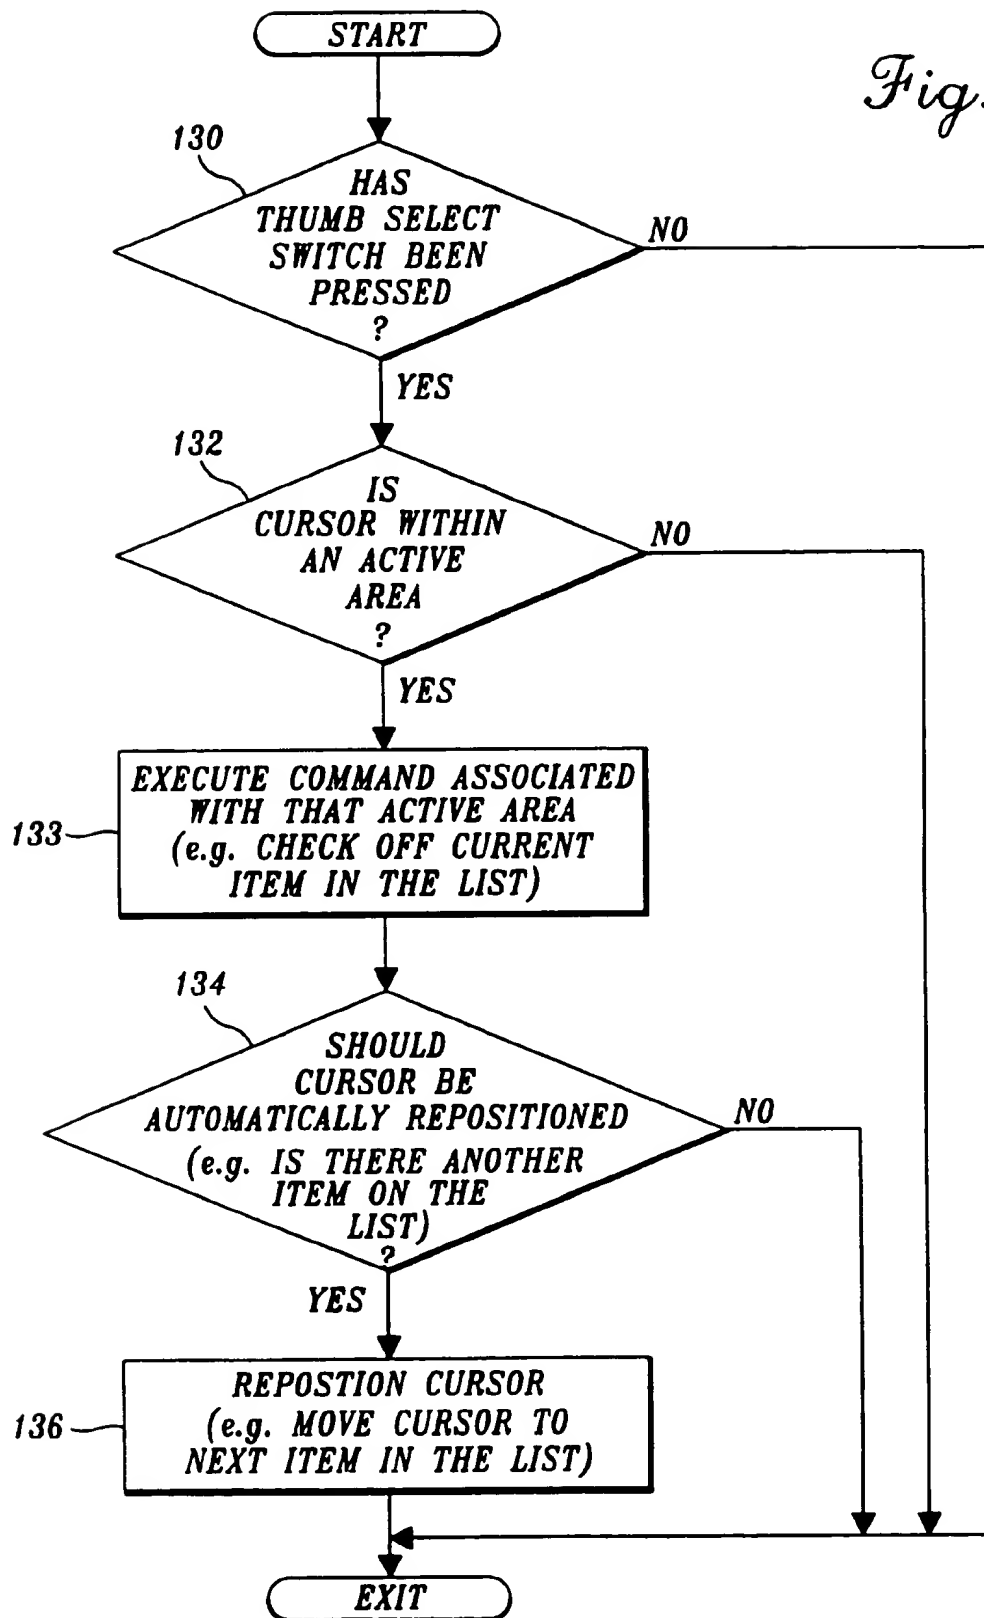 START
Fig.
130
HAS
THUMB SELECT
SWITCH BEEN
PRESSED
?
NO
YES
132
IS
CURSOR WITHIN
AN ACTIVE
AREA
?
NO
YES
EXECUTE COMMAND ASSOCIATED
WITH THAT ACTIVE AREA
133
(e.g. CHECK OFF CURRENT
ITEM IN THE LIST)
134
SHOULD
CURSOR BE
AUTOMATICALLY REPOSITIONED
NO
(e.g. IS THERE ANOTHER
ITEM ON THE
LIST)
?
YES
REPOSTION CURSOR
136
(e.g. MOVE CURSOR TO
NEXT ITEM IN THE LIST)
EXIT